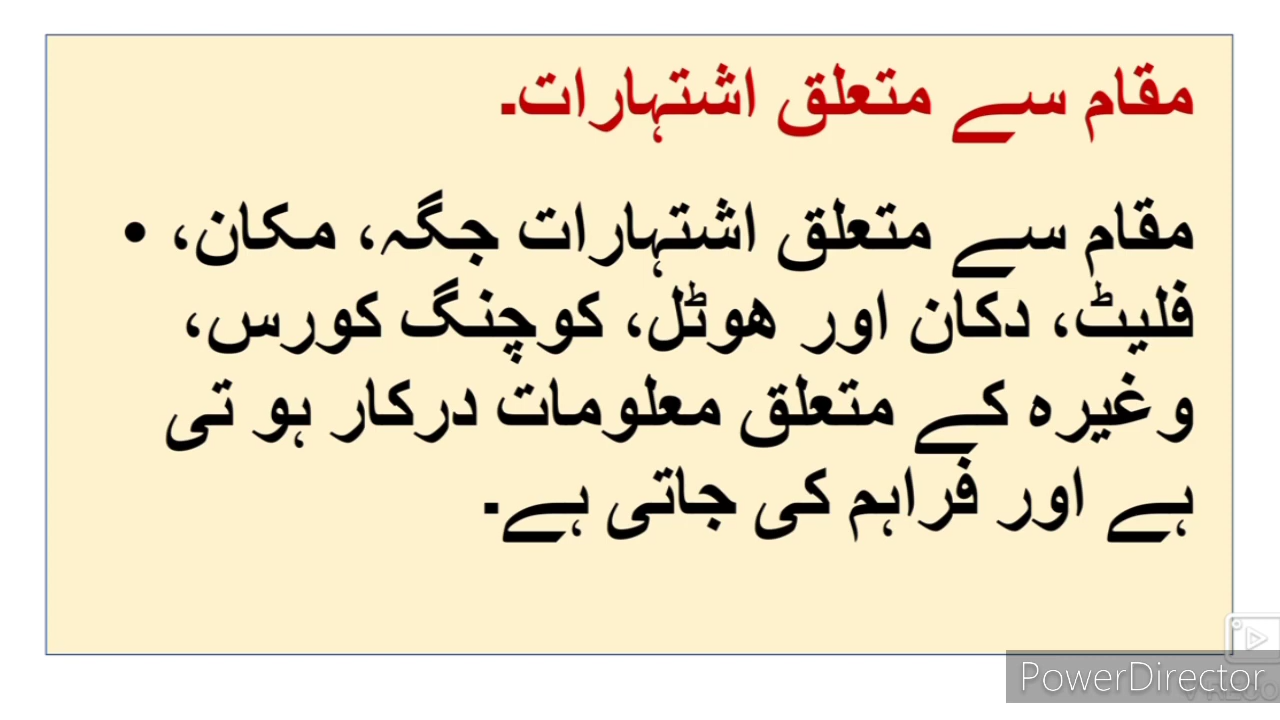 مقام سے متعلق اشتہارات۔
• مقام سے متعلق اشتہارات جگہ، مکان،
فلیٹ، دکان اور ھوٹل، کوچنگ کورس،
وغیرہ کے متعلق معلومات درکار ہو تی
ہے اور فراہم کی جاتی ہے۔
PowerDirector